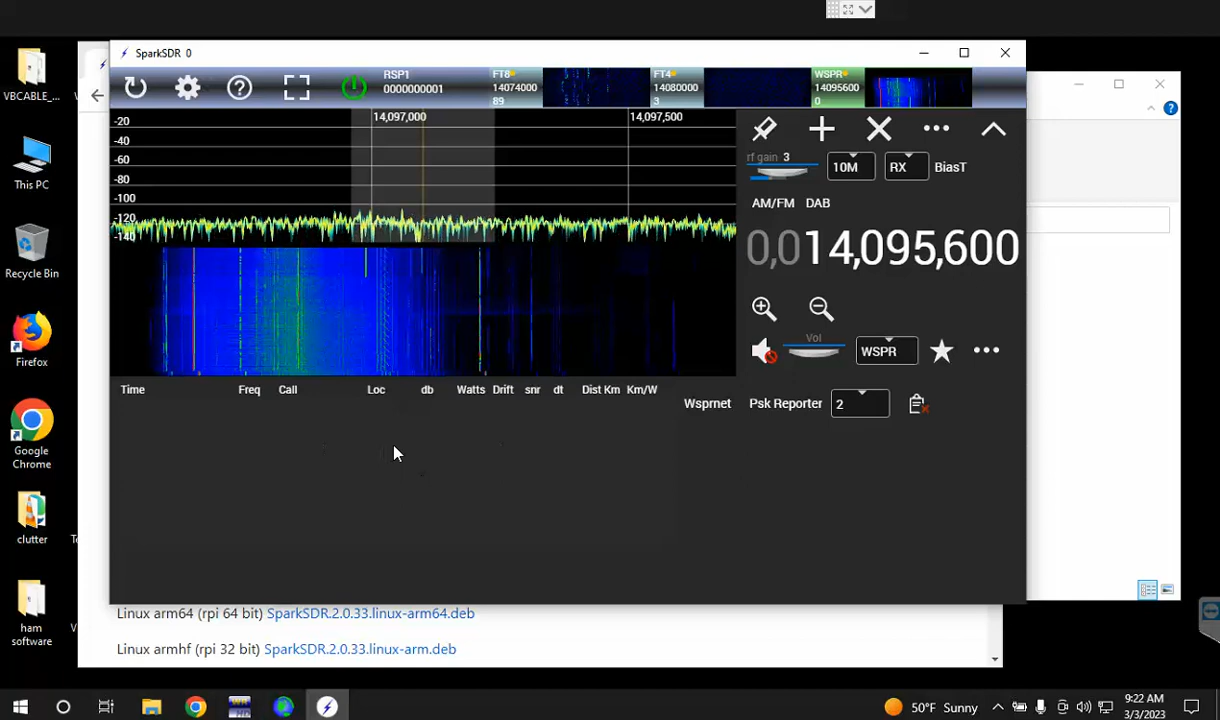 SparkSDR 0
RSP1
0000000001
FT8
14074000
89
FT4
14080000
3
WSPR
14095600
0
14,097,000
14,097,500
-20
-40
-60
-80
-100
-120
-140
rf gain 3
10M
RX
BiasT
AM/FM DAB
0,014,095,600
Vol
WSPR
Time Freq Call Loc db Watts Drift snr dt Dist Km Km/W
Wsprnet Psk Reporter 2
Linux arm64 (rpi 64 bit) SparkSDR.2.0.33.linux-arm64.deb
Linux armhf (rpi 32 bit) SparkSDR.2.0.33.linux-arm.deb
VBCABLE_...
This PC
Recycle Bin
Firefox
Google
Chrome
clutter
ham
software
50°F Sunny
9:22 AM
3/3/2023